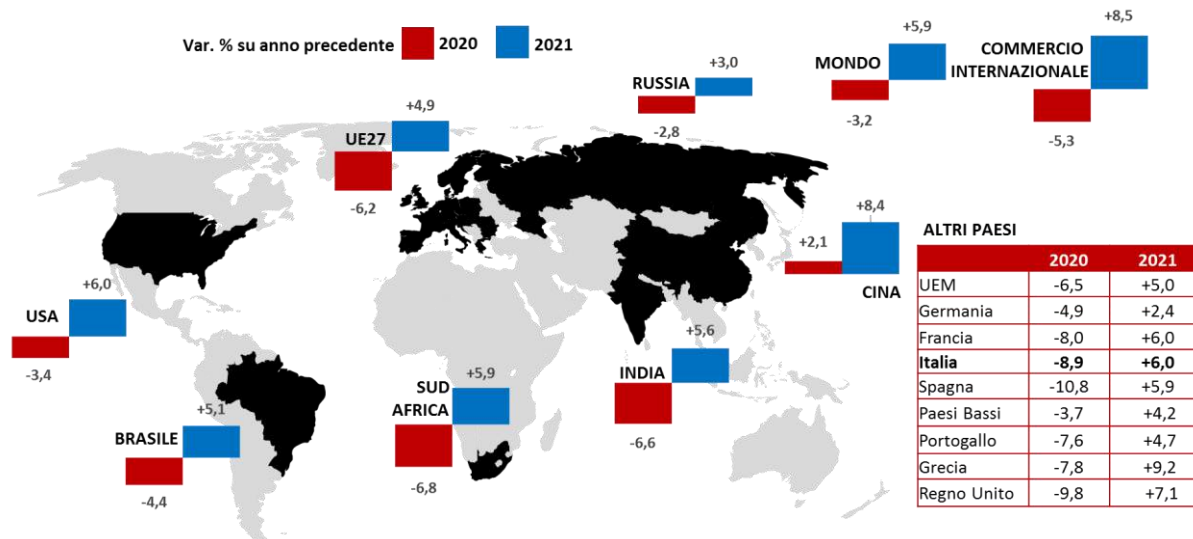 Var. % su anno precedente 2020 2021
+5,9
MONDO
-3,2
+8,5
COMMERCIO
INTERNAZIONALE
-5,3
+3,0
RUSSIA
-2,8
+4,9
UE27
-6,2
+8,4
+2,1
CINA
+6,0
USA
-3,4
+5,6
INDIA
-6,6
+5,9
SUD
AFRICA
-6,8
+5,1
BRASILE
-4,4
ALTRI PAESI
2020 2021
UEM -6,5 +5,0
Germania -4,9 +2,4
Francia -8,0 +6,0
Italia -8,9 +6,0
Spagna -10,8 +5,9
Paesi Bassi -3,7 +4,2
Portogallo -7,6 +4,7
Grecia -7,8 +9,2
Regno Unito -9,8 +7,1